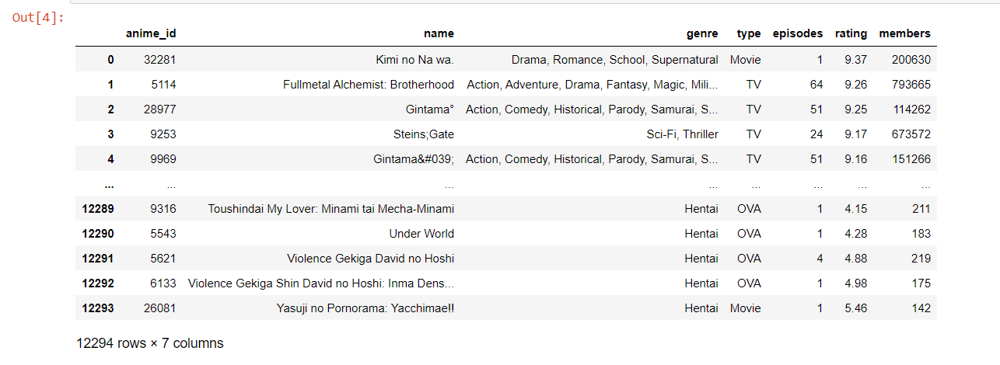 Out[4]:
anime_id name genre type episodes rating members
0 32281 Kimi no Na wa. Drama, Romance, School, Supernatural Movie 1 9.37 200630
1 5114 Fullmetal Alchemist: Brotherhood Action, Adventure, Drama, Fantasy, Magic, Mili... TV 64 9.26 793665
2 28977 Gintama° Action, Comedy, Historical, Parody, Samurai, S... TV 51 9.25 114262
3 9253 Steins;Gate Sci-Fi, Thriller TV 24 9.17 673572
4 9969 Gintama&#039; Action, Comedy, Historical, Parody, Samurai, S... TV 51 9.16 151266
... ... ... ... ... ... ... ...
12289 9316 Toushindai My Lover: Minami tai Mecha-Minami Hentai OVA 1 4.15 211
12290 5543 Under World Hentai OVA 1 4.28 183
12291 5621 Violence Gekiga David no Hoshi Hentai OVA 4 4.88 219
12292 6133 Violence Gekiga Shin David no Hoshi: Inma Dens... Hentai OVA 1 4.98 175
12293 26081 Yasuji no Pornorama: Yacchimae!! Hentai Movie 1 5.46 142
12294 rows × 7 columns